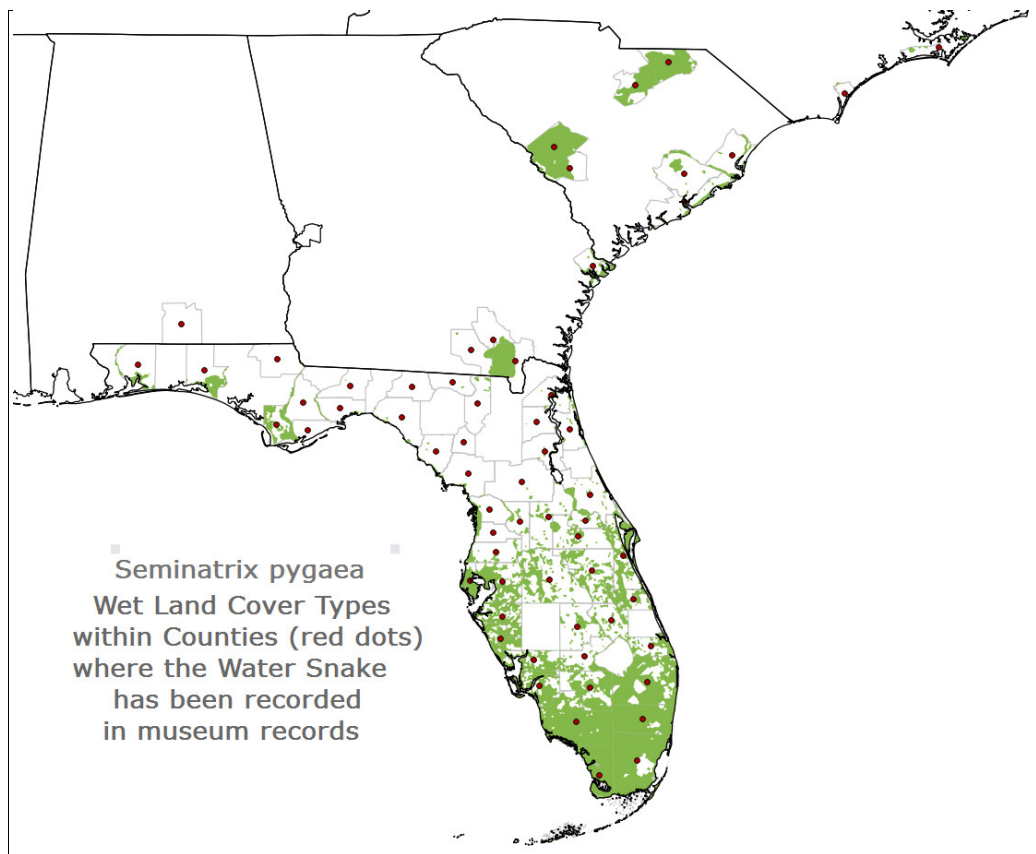 Seminatrix pygaea
Wet Land Cover Types
within Counties (red dots)
where the Water Snake
has been recorded
in museum records